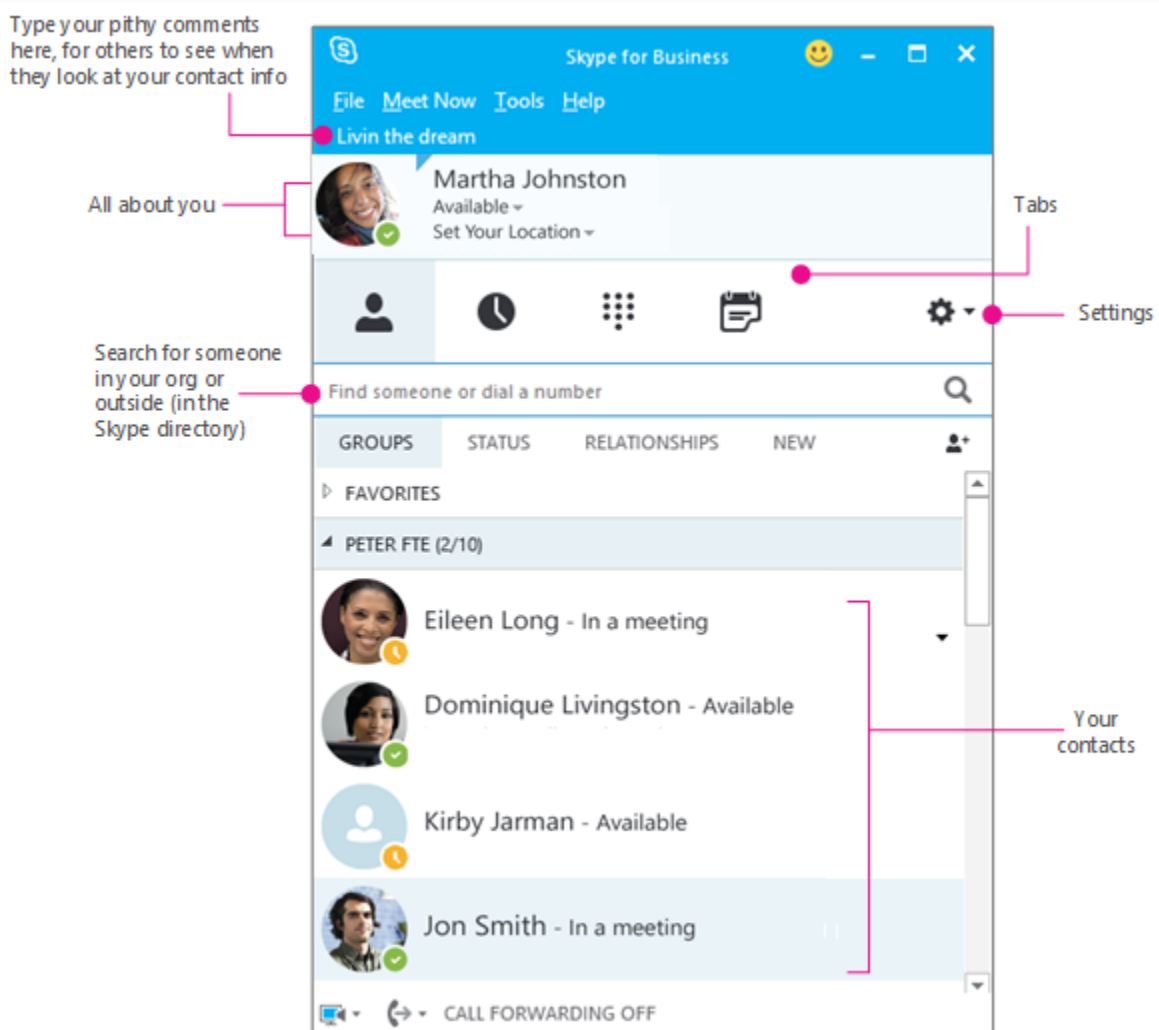 Type your pithy comments
here, for others to see when
they look at your contact info
Skype for Business
File Meet Now Tools Help
Livin the dream
All about you
Martha Johnston
Available
Set Your Location
Tabs
Settings
Search for someone
in your org or
outside (in the
Skype directory)
Find someone or dial a number
GROUPS STATUS RELATIONSHIPS NEW
FAVORITES
PETER FTE (2/10)
Eileen Long - In a meeting
Dominique Livingston - Available
Your
contacts
Kirby Jarman - Available
Jon Smith - In a meeting
CALL FORWARDING OFF